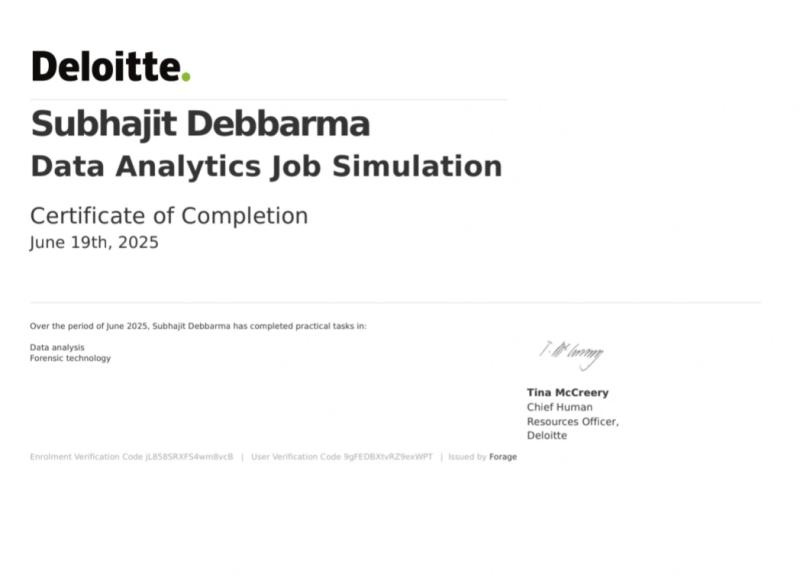 Deloitte.
Subhajit Debbarma
Data Analytics Job Simulation
Certificate of Completion
June 19th, 2025
Over the period of June 2025, Subhajit Debbarma has completed practical tasks in:
Data analysis
Forensic technology
Tina McCreery
Chief Human
Resources Officer,
Deloitte
Enrolment Verification Code jL858SRXFS4wm8vcB | User Verification Code 9gFEDBXtvRZ9exWPT | Issued by Forage